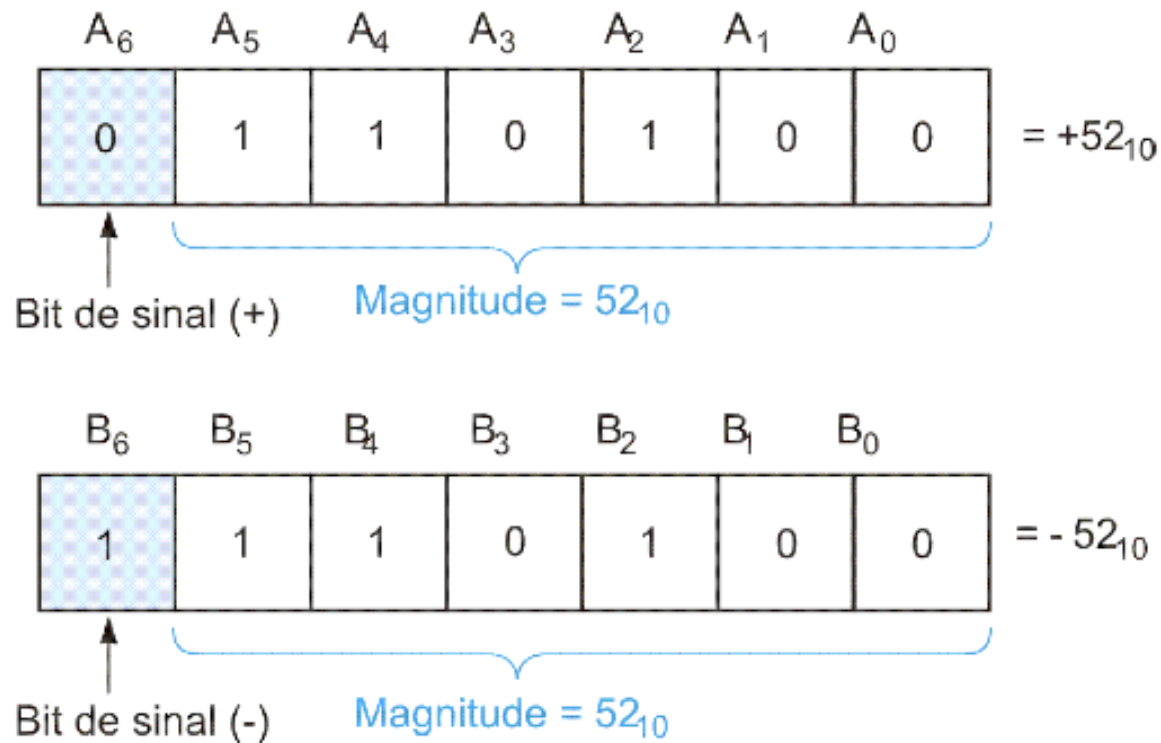 A₆ A₅ A₄ A₃ A₂ A₁ A₀
0 1 1 0 1 0 0 = +52₁₀
Bit de sinal (+) Magnitude = 52₁₀
B₆ B₅ B₄ B₃ B₂ B₁ B₀
1 1 1 0 1 0 0 = - 52₁₀
Bit de sinal (-) Magnitude = 52₁₀